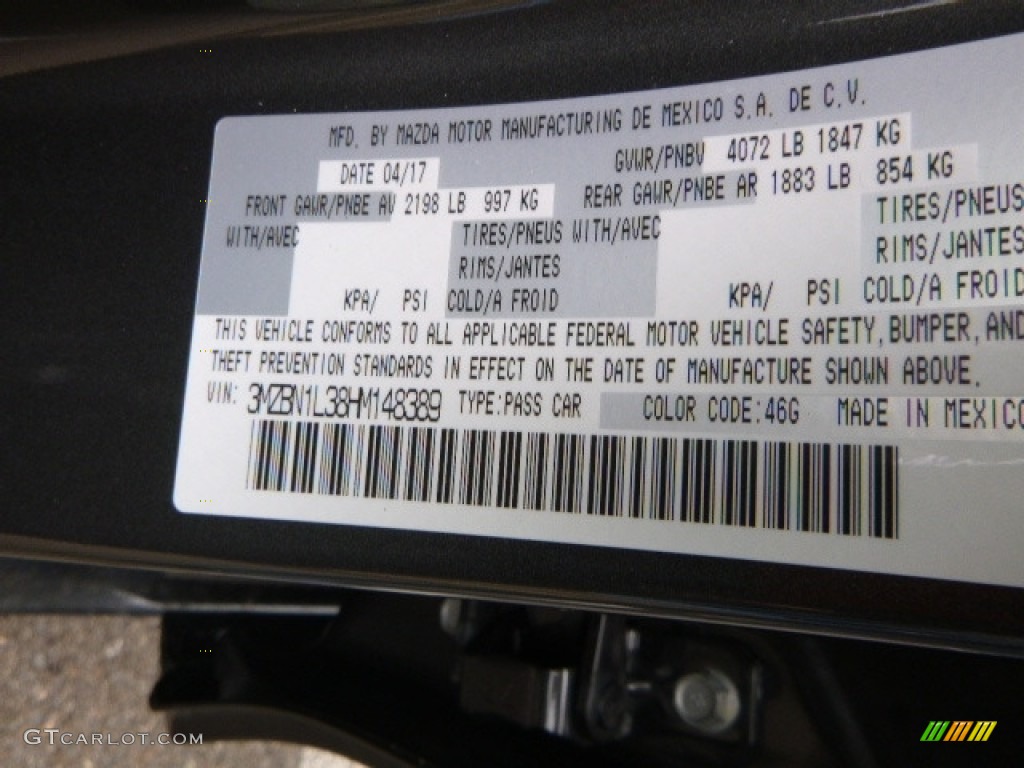 MFD. BY MAZDA MOTOR MANUFACTURING DE MEXICO S.A. DE C.V.
DATE 04/17 GVWR/PNBV 4072 LB 1847 KG
FRONT GAWR/PNBE AV 2198 LB 997 KG REAR GAWR/PNBE AR 1883 LB 854 KG
WITH/AVEC TIRES/PNEUS WITH/AVEC TIRES/PNEUS
RIMS/JANTES RIMS/JANTES
KPA/ PSI COLD/A FROID KPA/ PSI COLD/A FROID
THIS VEHICLE CONFORMS TO ALL APPLICABLE FEDERAL MOTOR VEHICLE SAFETY, BUMPER, AND
THEFT PREVENTION STANDARDS IN EFFECT ON THE DATE OF MANUFACTURE SHOWN ABOVE.
VIN: 3MZBN1L38HM148389 TYPE:PASS CAR COLOR CODE:46G MADE IN MEXICO
GTCARLOT.COM